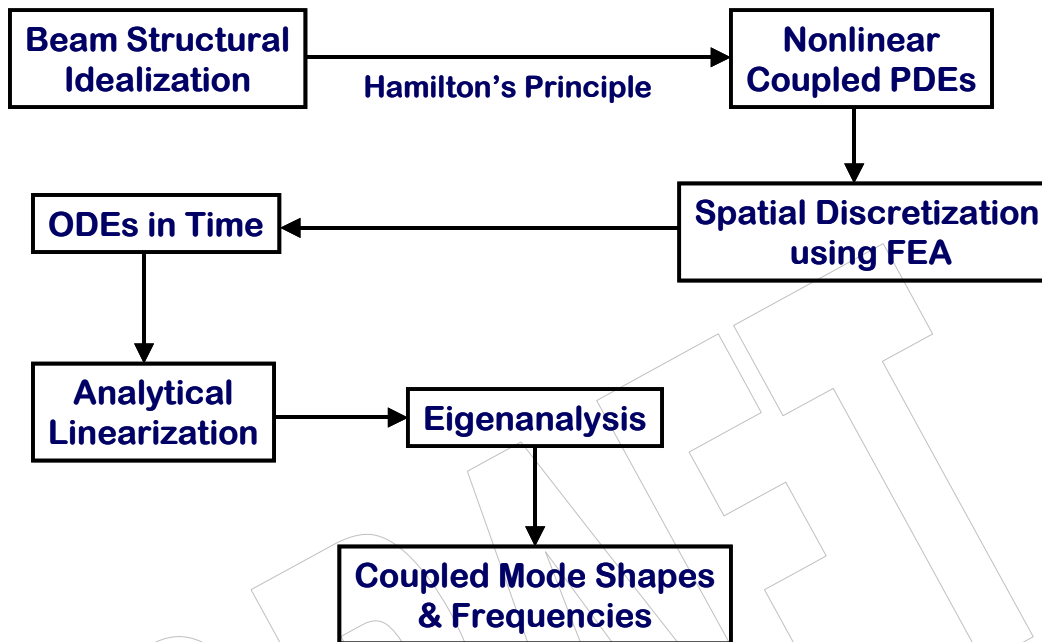 Beam Structural
Idealization
Hamilton's Principle
Nonlinear
Coupled PDEs
Spatial Discretization
using FEA
ODEs in Time
Analytical
Linearization
Eigenanalysis
Coupled Mode Shapes
& Frequencies
DRAFT